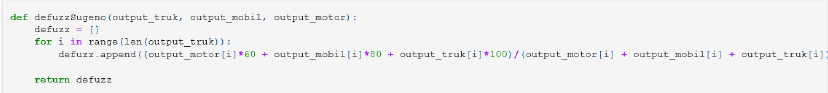 def defuzzSugeno(output_truk, output_mobil, output_motor):
    defuzz = []
    for i in range(len(output_truk)):
        defuzz.append((output_motor[i]*60 + output_mobil[i]*80 + output_truk[i]*100)/(output_motor[i] + output_mobil[i] + output_truk[i])
    return defuzz